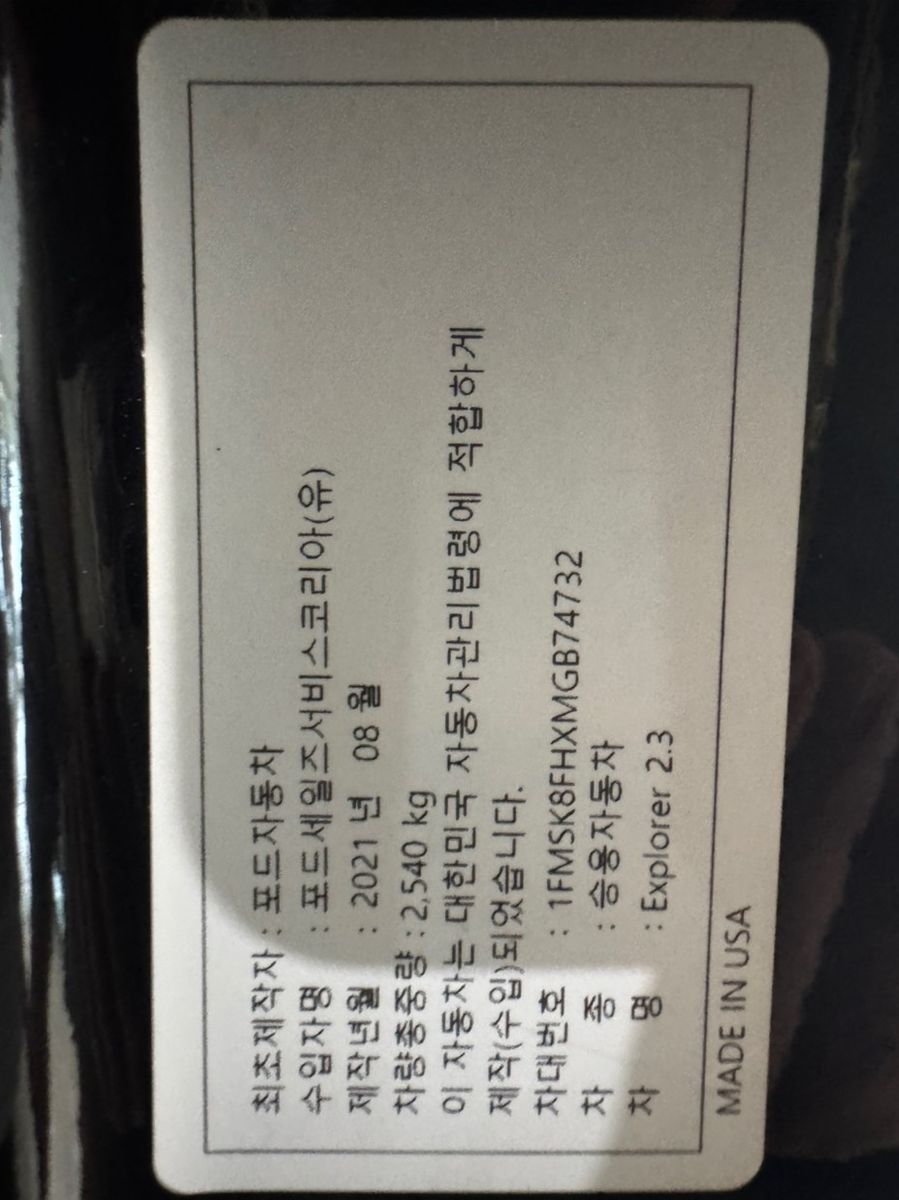 최초제작자 : 포드자동차
수입자명 : 포드세일즈서비스코리아(유)
제작년월 : 2021 년 08 월
차량총중량 : 2,540 kg
이 자동차는 대한민국 자동차관리법령에 적합하게
제작(수입)되었습니다.
차대번호 : 1FMSK8FHXMGB74732
차 종 : 승용자동차
차 명 : Explorer 2.3
MADE IN USA